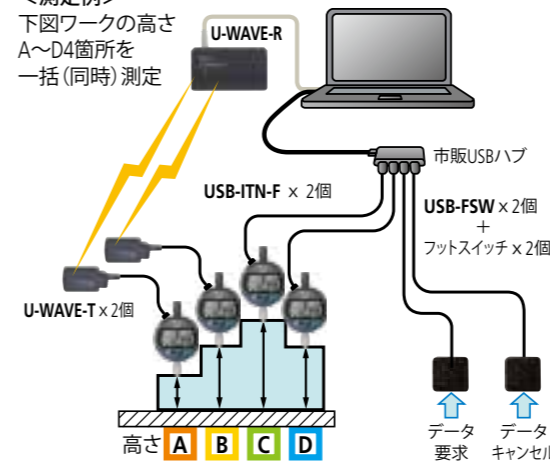 <測定例>
下図ワークの高さ
A～D4箇所を
一括(同時)測定
U-WAVE-R
市販USBハブ
USB-ITN-F x 2個
USB-FSW x 2個
+
フットスイッチ x 2個
U-WAVE-T x 2個
高さ A B C D
データ
要求
データ
キャンセル